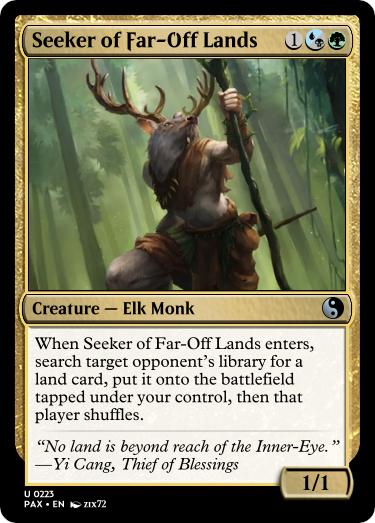 Seeker of Far-Off Lands 1
Creature — Elk Monk
When Seeker of Far-Off Lands enters,
search target opponent's library for a
land card, put it onto the battlefield
tapped under your control, then that
player shuffles.
“No land is beyond reach of the Inner-Eye.”
—Yi Cang, Thief of Blessings
1/1
U 0223
PAX • EN zix72